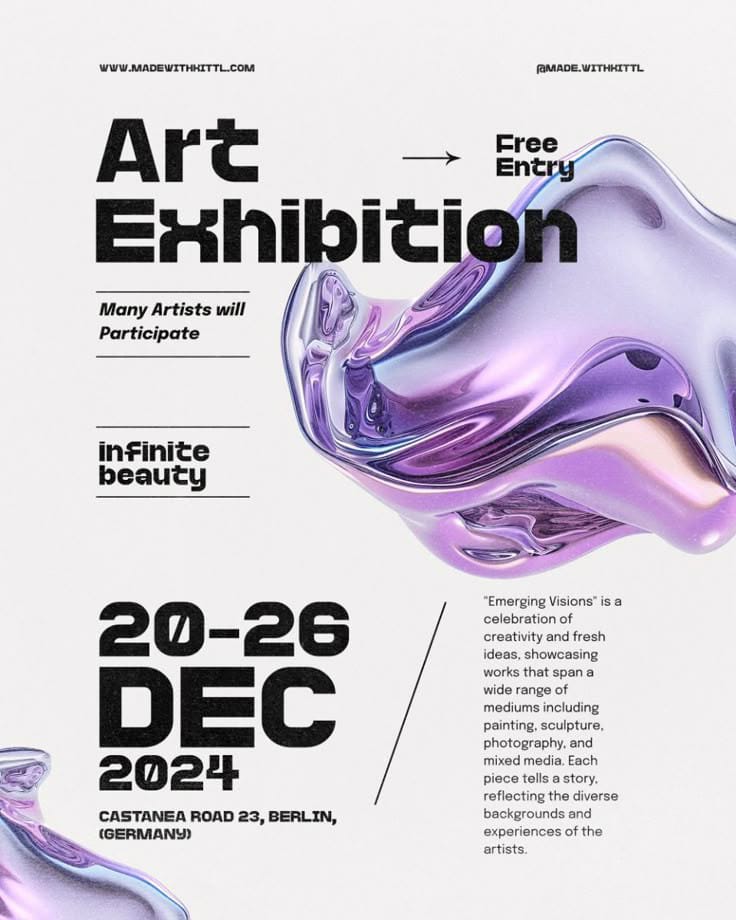 WWW.MADEWITHKITTL.COM
@MADE.WITHKITTL
Art
Exhibition
Free
Entry
Many Artists will
Participate
infinite
beauty
20-26
DEC
2024
CASTANEA ROAD 23, BERLIN,
(GERMANY)
"Emerging Visions" is a
celebration of
creativity and fresh
ideas, showcasing
works that span a
wide range of
mediums including
painting, sculpture,
photography, and
mixed media. Each
piece tells a story,
reflecting the diverse
backgrounds and
experiences of the
artists.